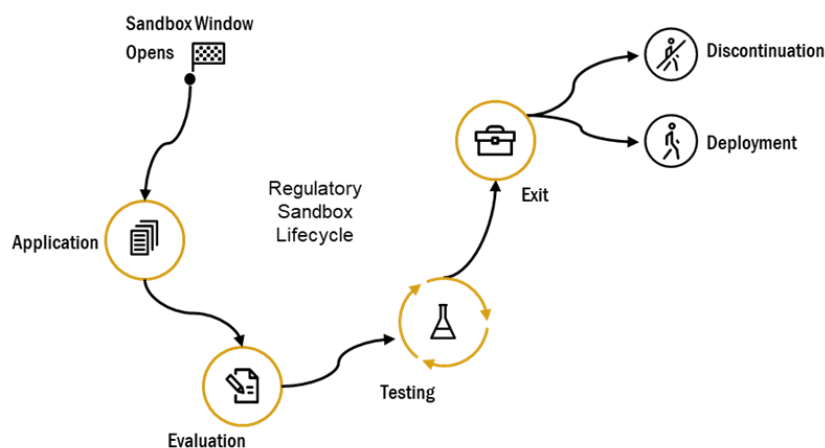 Sandbox Window
Opens
Discontinuation
Deployment
Exit
Regulatory
Sandbox
Lifecycle
Application
Testing
Evaluation